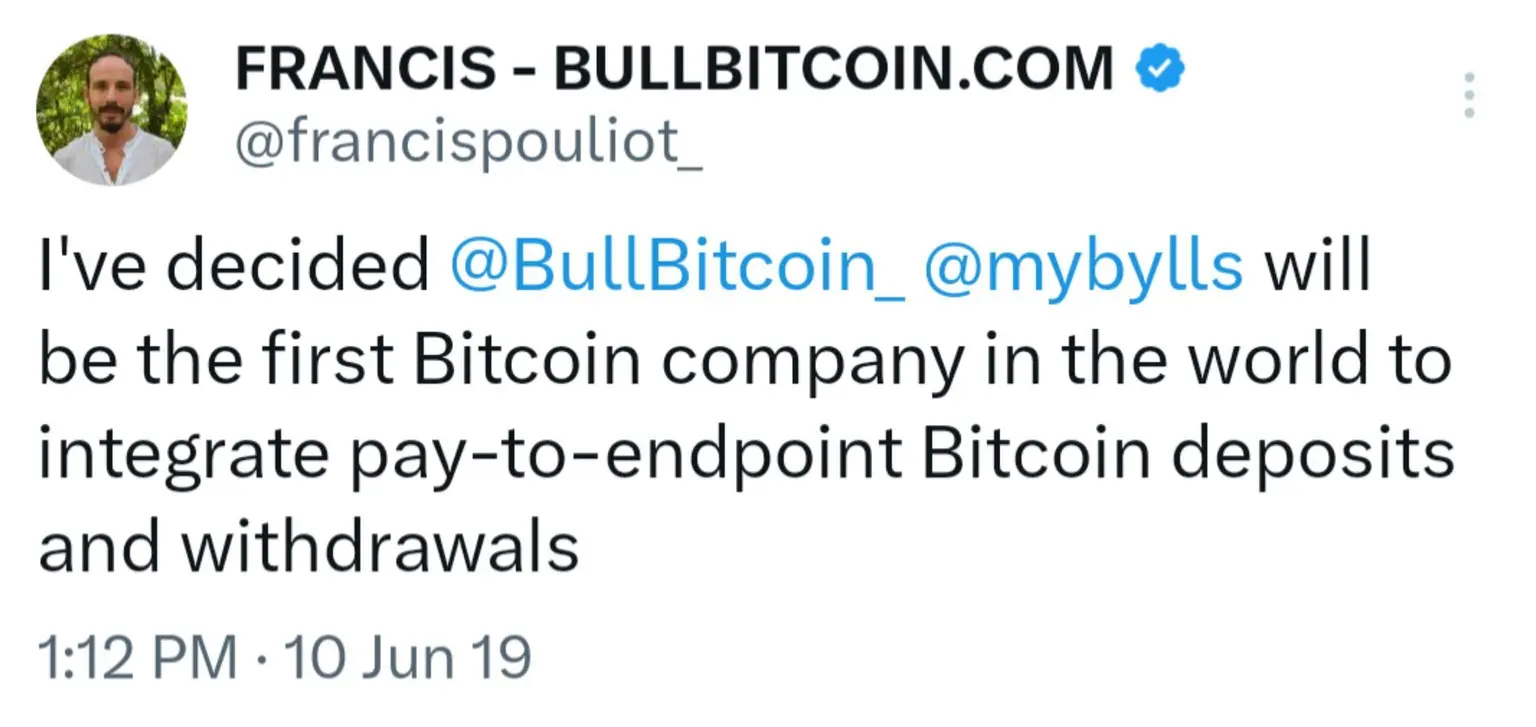 FRANCIS - BULLBITCOIN.COM
@francispouliot_
I've decided @BullBitcoin_ @mybylls will
be the first Bitcoin company in the world to
integrate pay-to-endpoint Bitcoin deposits
and withdrawals
1:12 PM · 10 Jun 19